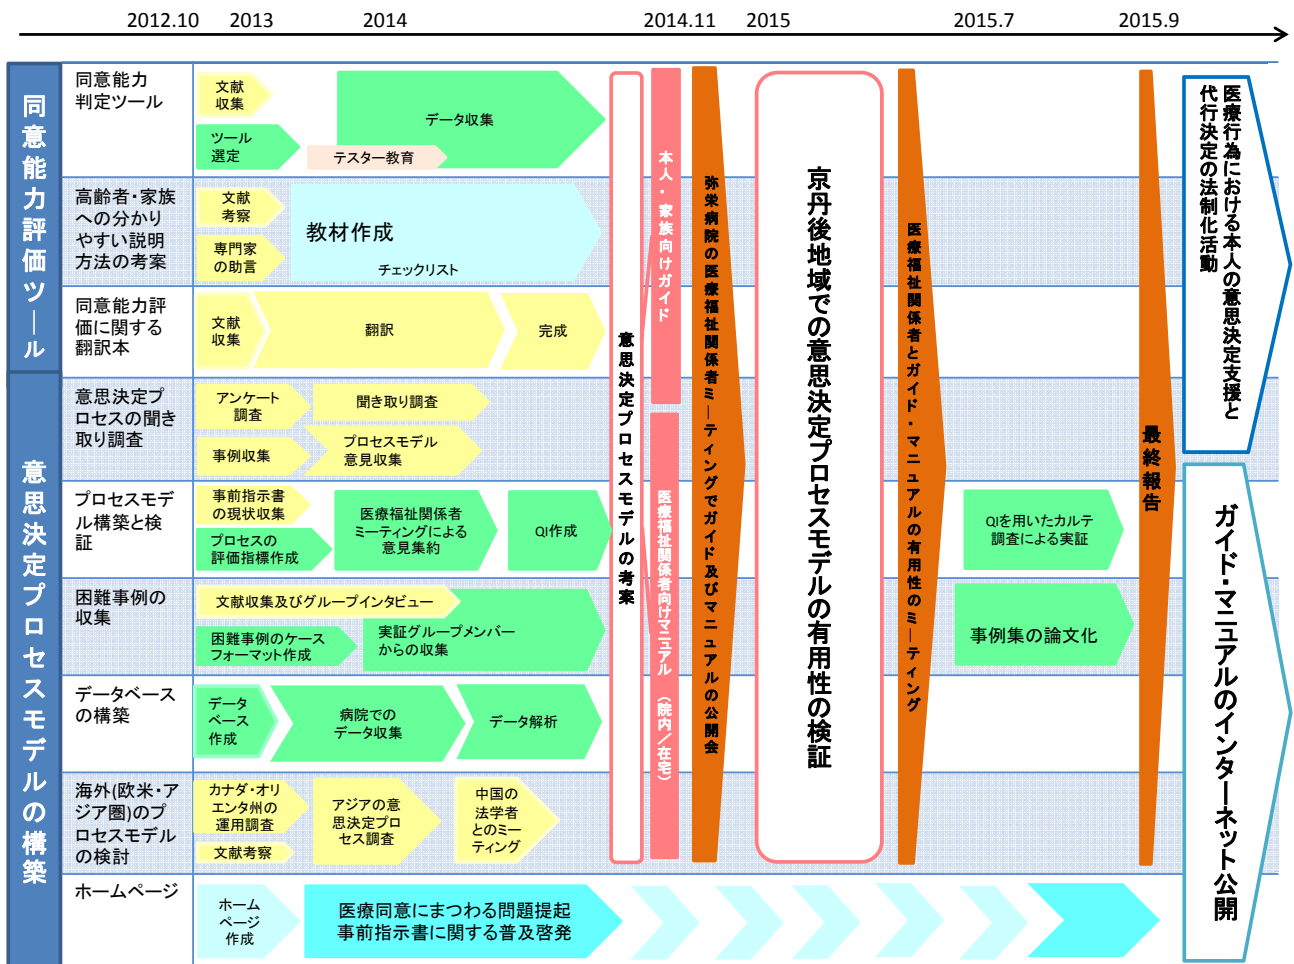 2012.10
2013
2014
2014.11
2015
2015.7
2015.9
同意能力評価ツール
同意能力
判定ツール
文献
収集
ツール
選定
データ収集
テスター教育
高齢者・家族
への分かり
やすい説明
方法の考案
文献
考察
専門家
の助言
教材作成
チェックリスト
同意能力評
価に関する
翻訳本
文献
収集
翻訳
完成
意思決定プロセスモデルの構築
意思決定プ
ロセスの聞き
取り調査
アンケート
調査
聞き取り調査
事例収集
プロセスモデル
意見収集
プロセスモデ
ル構築と検
証
事前指示書
の現状収集
プロセスの
評価指標作成
医療福祉関係者
ミーティングによる
意見集約
QI作成
困難事例の
収集
文献収集及びグループインタビュー
困難事例のケース
フォーマット作成
実証グループメンバー
からの収集
データベース
の構築
データ
ベース
作成
病院での
データ収集
データ解析
海外(欧米・ア
ジア圏)のプ
ロセスモデル
の検討
カナダ・オリ
エンタ州の
運用調査
文献考察
アジアの意
思決定プロ
セス調査
中国の
法学者
とのミー
ティング
ホームページ
ホーム
ページ
作成
医療同意にまつわる問題提起
事前指示書に関する普及啓発
意思決定プロセスモデルの考案
本人・家族向けガイド
医療福祉関係者向けマニュアル（院内／在宅）
弥栄病院の医療福祉関係者ミーティングでガイド及びマニュアルの公開会
京丹後地域での意思決定プロセスモデルの有用性の検証
医療福祉関係者とガイド・マニュアルの有用性のミーティング
QIを用いたカルテ
調査による実証
事例集の論文化
最終報告
医療行為における本人の意思決定支援と
代行決定の法制化活動
ガイド・マニュアルのインターネット公開